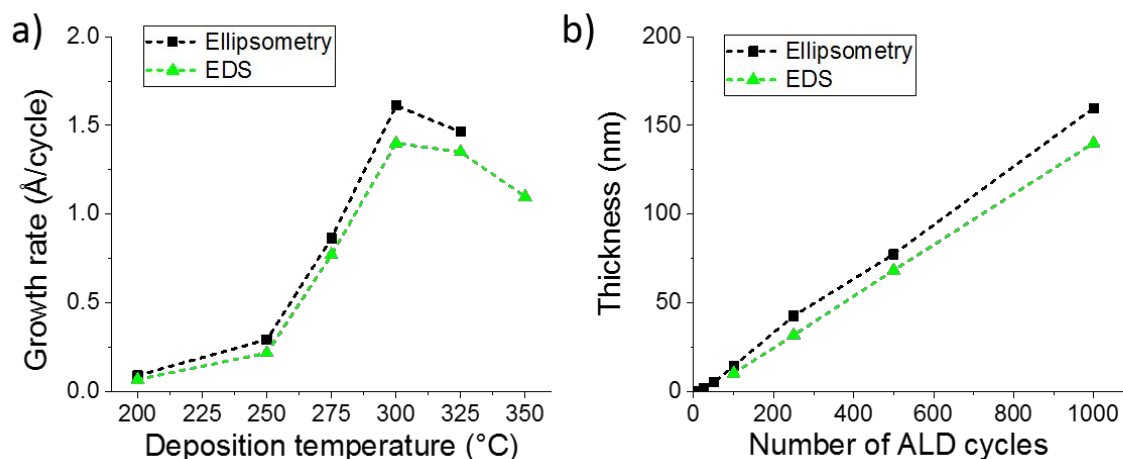 a)
Ellipsometry
EDS
Growth rate (Å/cycle)
2.0
1.5
1.0
0.5
0.0
200 225 250 275 300 325 350
Deposition temperature (°C)
b)
Ellipsometry
EDS
Thickness (nm)
200
150
100
50
0
0 200 400 600 800 1000
Number of ALD cycles